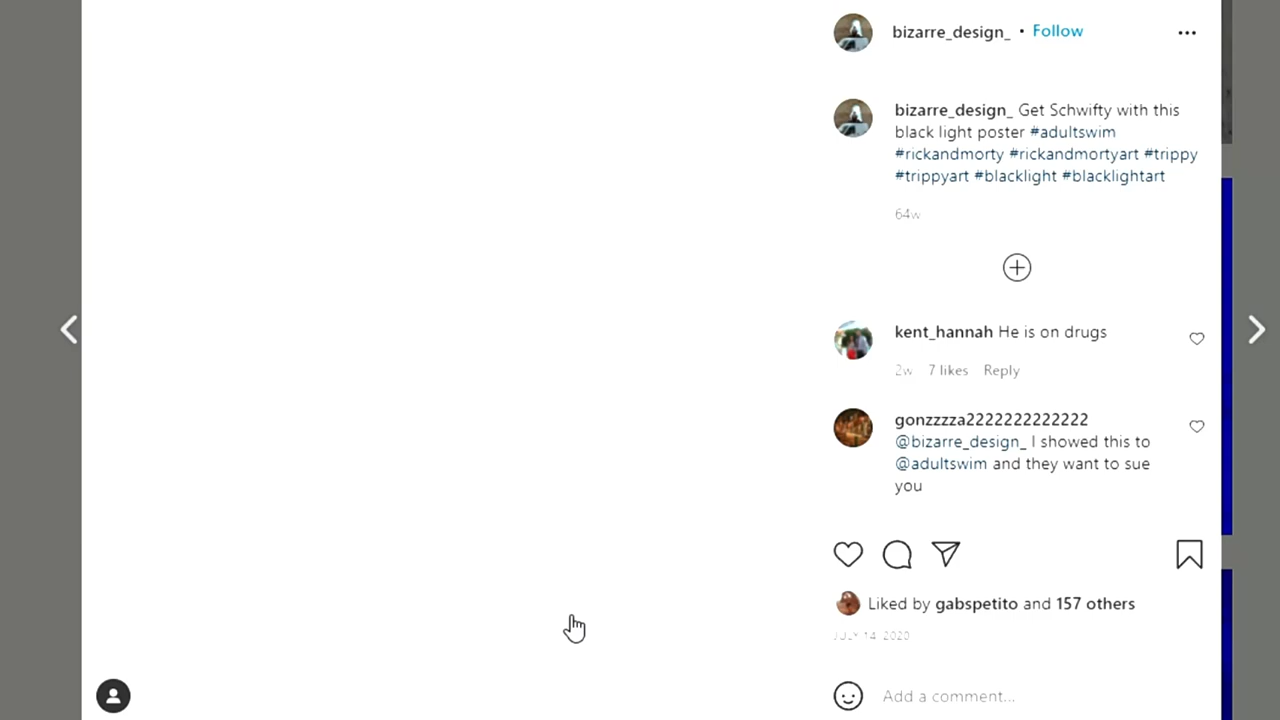 bizarre_design_ • Follow
bizarre_design_ Get Schwifty with this
black light poster #adultswim
#rickandmorty #rickandmortyart #trippy
#trippyart #blacklight #blacklightart
64w
kent_hannah He is on drugs
2w 7 likes Reply
gonzzzza2222222222222
@bizarre_design_ I showed this to
@adultswim and they want to sue
you
Liked by gabspetito and 157 others
JULY 14, 2020
Add a comment...